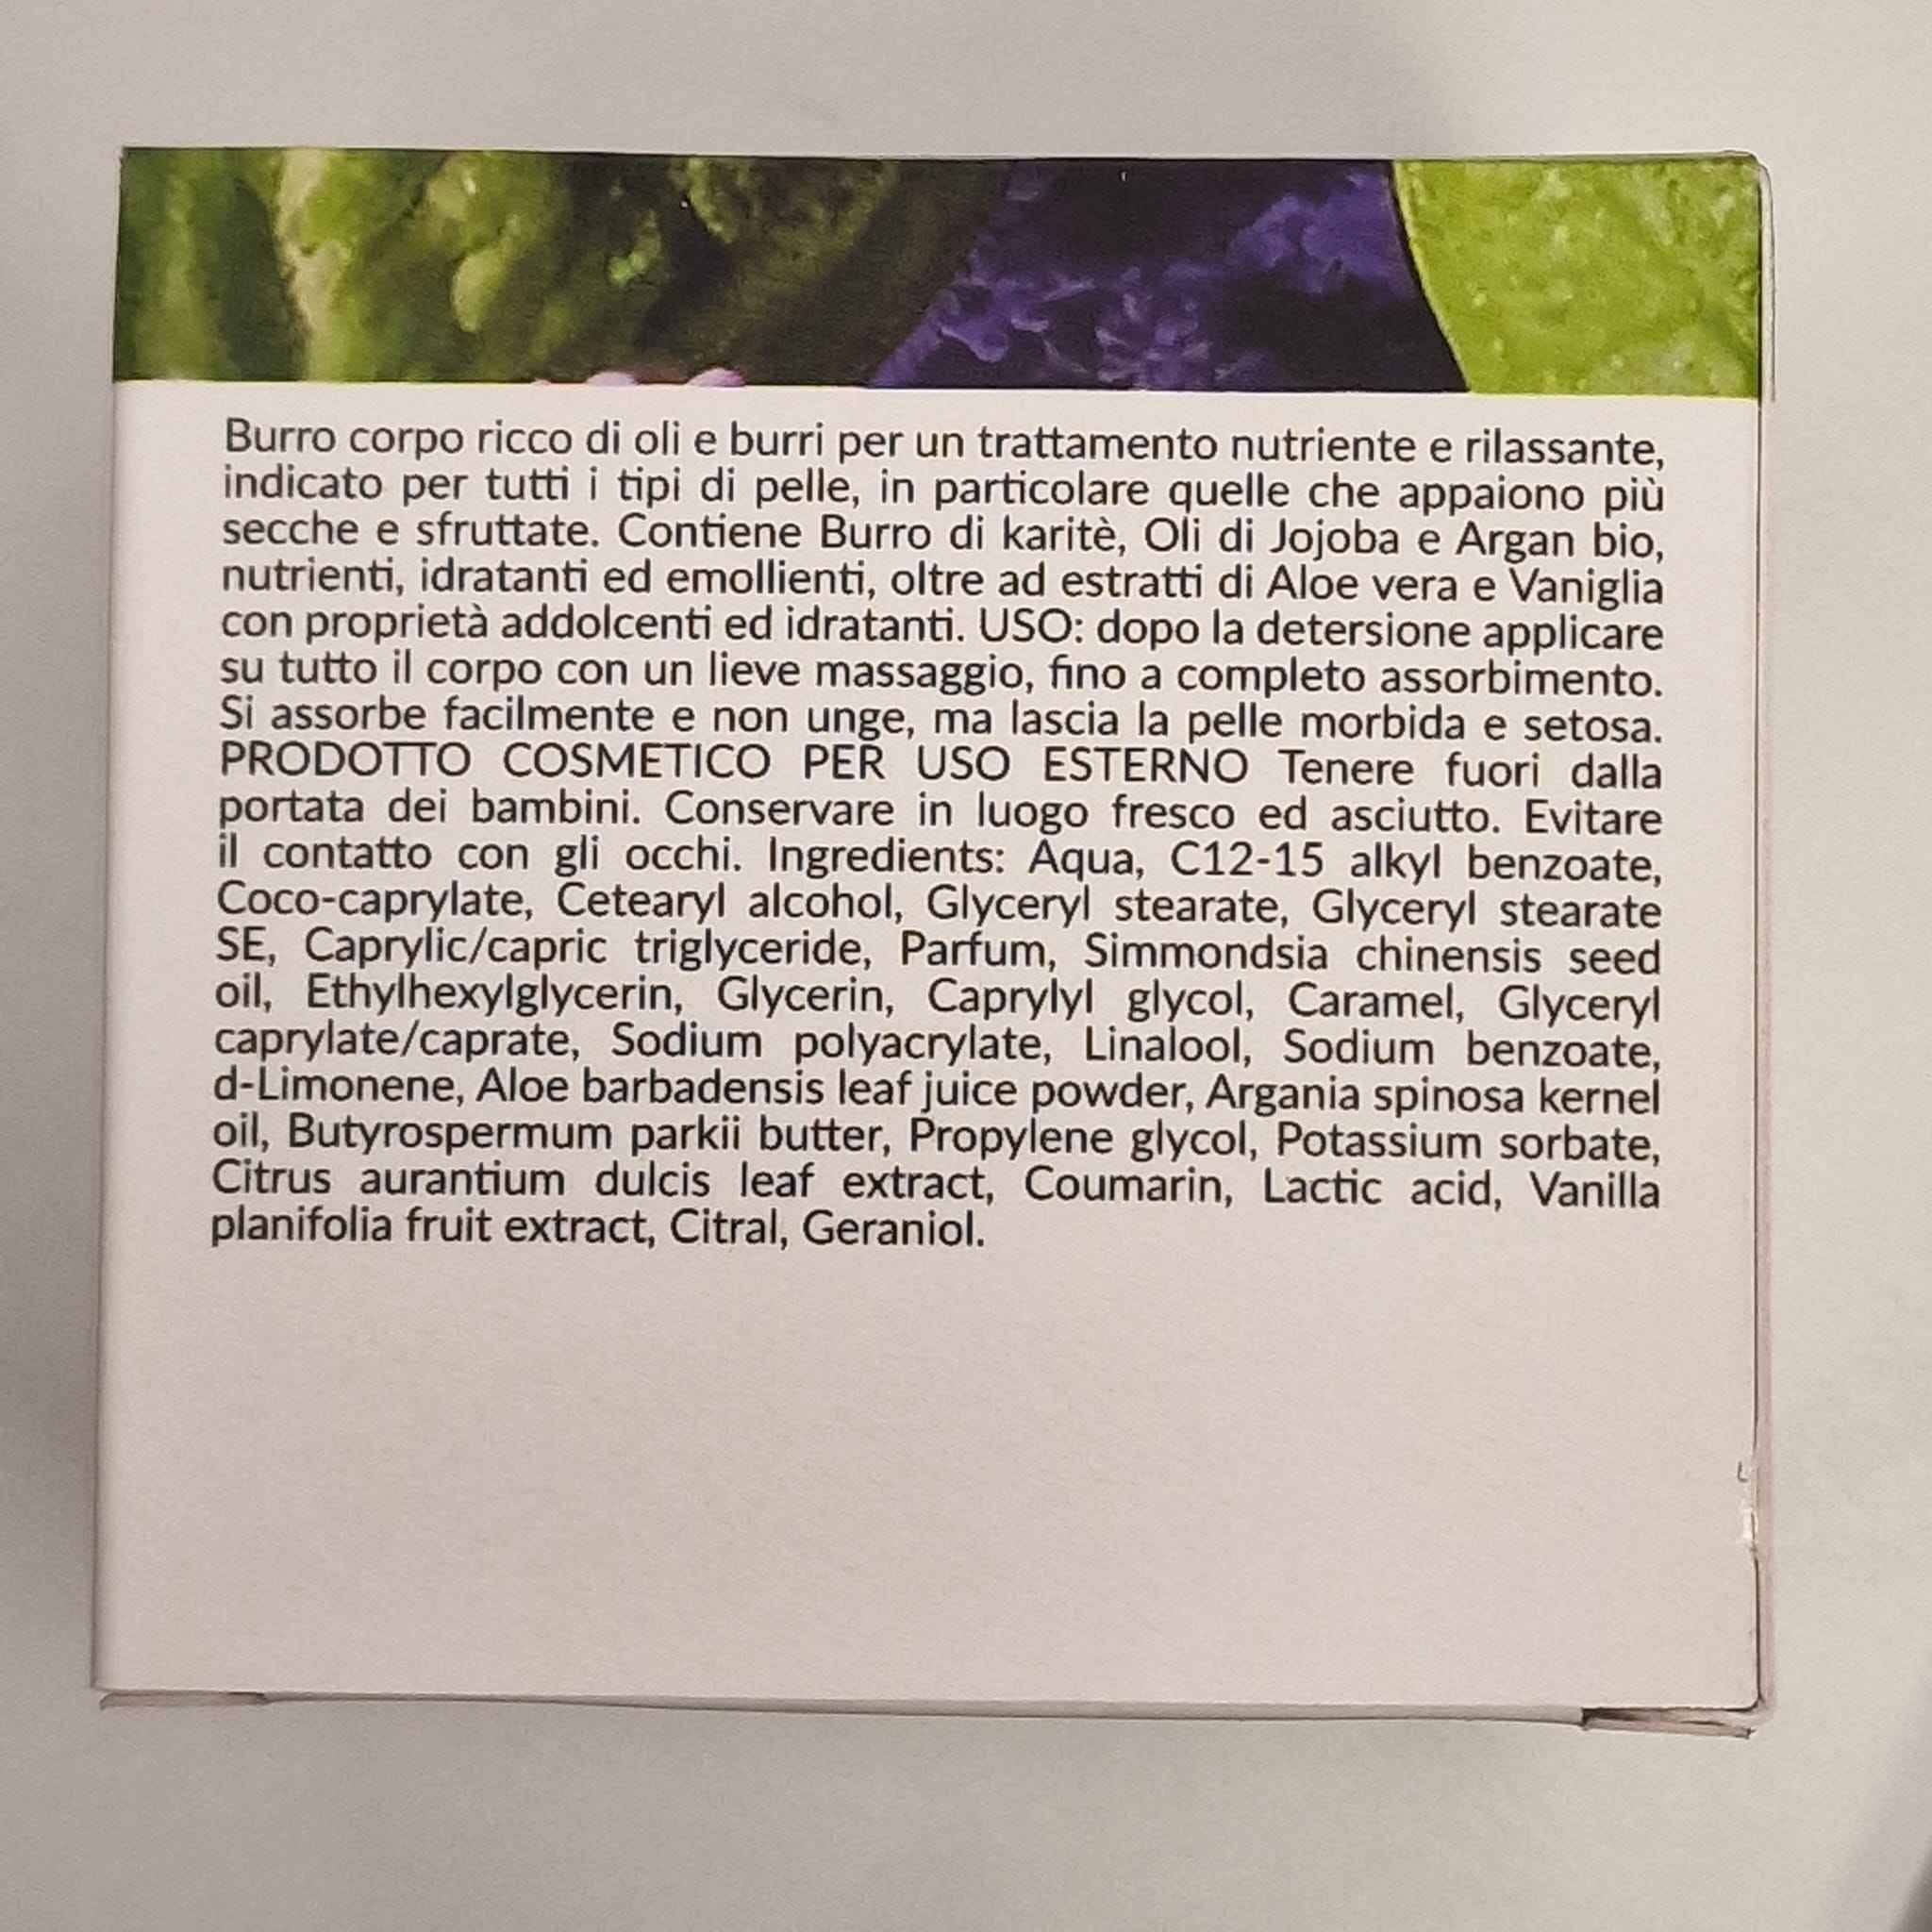 Burro corpo ricco di oli e burri per un trattamento nutriente e rilassante,
indicato per tutti i tipi di pelle, in particolare quelle che appaiono più
secche e sfruttate. Contiene Burro di karitè, Oli di Jojoba e Argan bio,
nutrienti, idratanti ed emollienti, oltre ad estratti di Aloe vera e Vaniglia
con proprietà addolcenti ed idratanti. USO: dopo la detersione applicare
su tutto il corpo con un lieve massaggio, fino a completo assorbimento.
Si assorbe facilmente e non unge, ma lascia la pelle morbida e setosa.
PRODOTTO COSMETICO PER USO ESTERNO Tenere fuori dalla
portata dei bambini. Conservare in luogo fresco ed asciutto. Evitare
il contatto con gli occhi. Ingredients: Aqua, C12-15 alkyl benzoate,
Coco-caprylate, Cetearyl alcohol, Glyceryl stearate, Glyceryl stearate
SE, Caprylic/capric triglyceride, Parfum, Simmondsia chinensis seed
oil, Ethylhexylglycerin, Glycerin, Caprylyl glycol, Caramel, Glyceryl
caprylate/caprate, Sodium polyacrylate, Linalool, Sodium benzoate,
d-Limonene, Aloe barbadensis leaf juice powder, Argania spinosa kernel
oil, Butyrospermum parkii butter, Propylene glycol, Potassium sorbate,
Citrus aurantium dulcis leaf extract, Coumarin, Lactic acid, Vanilla
planifolia fruit extract, Citral, Geraniol.